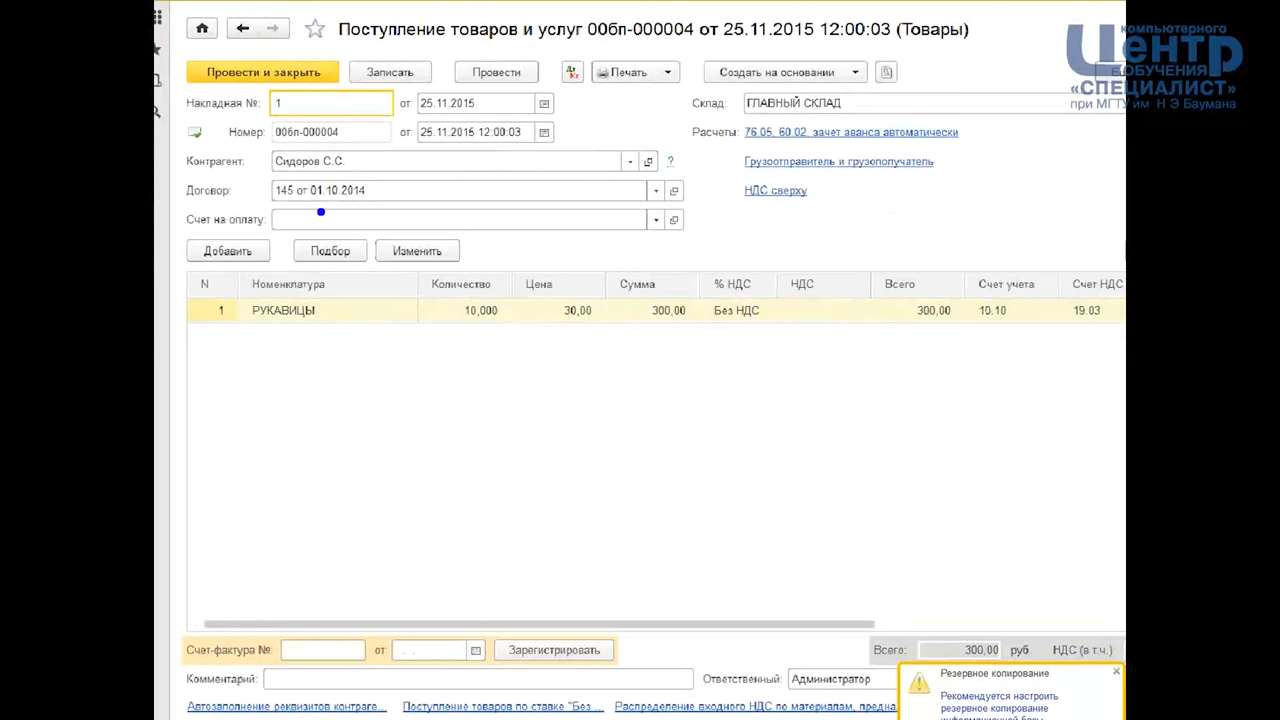 Поступление товаров и услуг 00бп-000004 от 25.11.2015 12:00:03 (Товары)
компьютерного
Центр
ОБУЧЕНИЯ
«СПЕЦИАЛИСТ»
при МГТУ им. Н Э Баумана
Провести и закрыть
Записать
Провести
Дт Кт
Печать
Создать на основании
Накладная №: 1 от: 25.11.2015
Склад: ГЛАВНЫЙ СКЛАД
Номер: 00бп-000004 от: 25.11.2015 12:00:03
Расчеты: 76.05, 60.02, зачет аванса автоматически
Контрагент: Сидоров С.С. ?
Грузоотправитель и грузополучатель
Договор: 145 от 01.10.2014
НДС сверху
Счет на оплату:
Добавить
Подбор
Изменить
N Номенклатура Количество Цена Сумма % НДС НДС Всего Счет учета Счет НДС
1 РУКАВИЦЫ 10,000 30,00 300,00 Без НДС 300,00 10.10 19.03
Счет-фактура №: от: . . Зарегистрировать
Всего: 300,00 руб. НДС (в т.ч.)
Комментарий:
Ответственный: Администратор
Автозаполнение реквизитов контраге...
Поступление товаров по ставке "Без ...
Распределение входного НДС по материалам, предна...
Резервное копирование
Рекомендуется настроить
резервное копирование
информационной базы